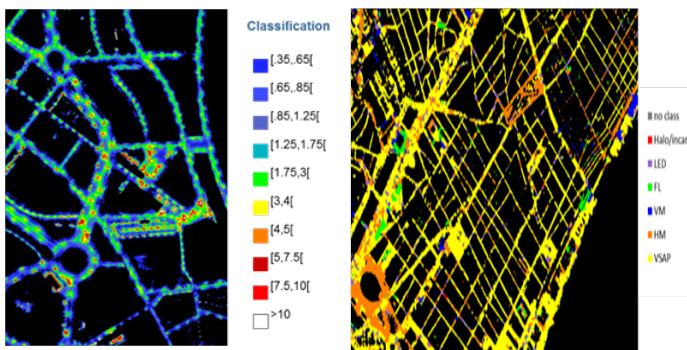 Classification
[.35,.65[
[.65,.85[
[.85,1.25[
[1.25,1.75[
[1.75,3[
[3,4[
[4,5[
[5,7.5[
[7.5,10[
>10
no class
Halo/incan
LED
FL
VM
HM
VSAP